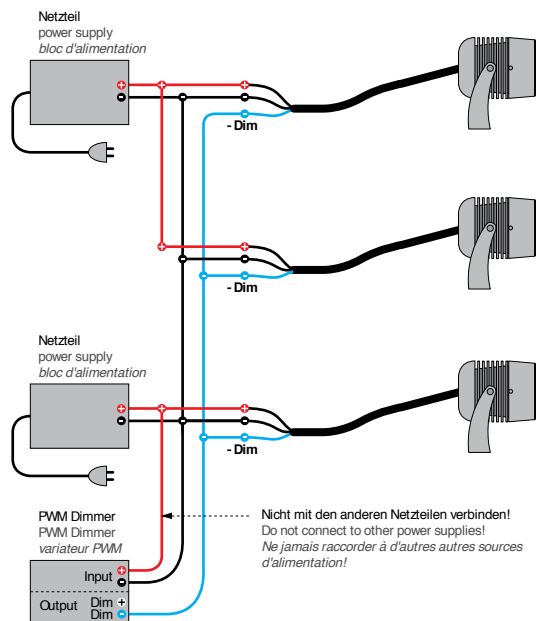 Netzteil
power supply
bloc d'alimentation
- Dim
- Dim
Netzteil
power supply
bloc d'alimentation
- Dim
PWM Dimmer
PWM Dimmer
variateur PWM
Nicht mit den anderen Netzteilen verbinden!
Do not connect to other power supplies!
Ne jamais raccorder à d'autres autres sources
d'alimentation!
Input
Output Dim
Dim